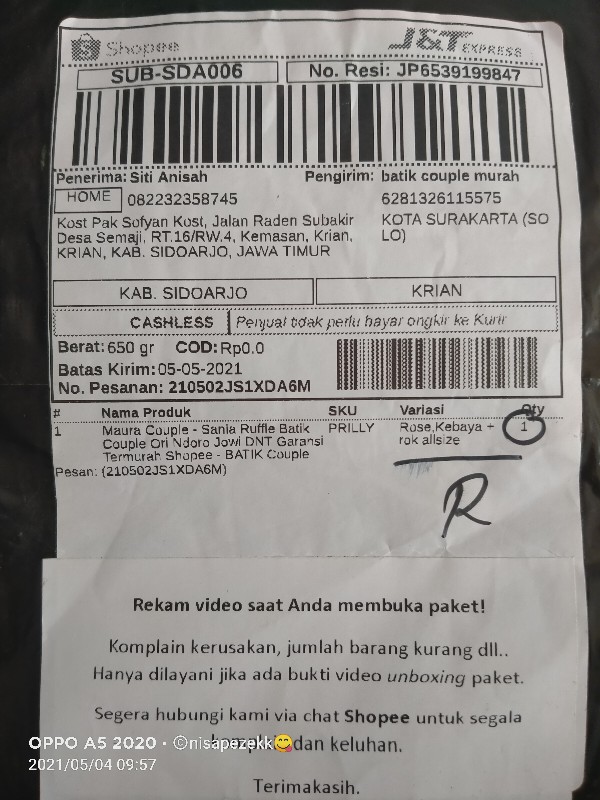 Shopee
J&T EXPRESS
SUB-SDA006
No. Resi: JP6539199847
Penerima: Siti Anisah
Pengirim: batik couple murah
HOME 082232358745
6281326115575
Kost Pak Sofyan Kost, Jalan Raden Subakir
Desa Semaji, RT.16/RW.4, Kemasan, Krian,
KRIAN, KAB. SIDOARJO, JAWA TIMUR
KOTA SURAKARTA (SO
LO)
KAB. SIDOARJO
KRIAN
CASHLESS Penjual tidak perlu bayar ongkir ke Kurir
Berat: 650 gr COD: Rp0.0
Batas Kirim: 05-05-2021
No. Pesanan: 210502JS1XDA6M
# Nama Produk SKU Variasi Qty
1 Maura Couple - Sania Ruffle Batik PRILLY Rose,Kebaya + 1
Couple Ori Ndoro Jowi DNT Garansi rok allsize
Termurah Shopee - BATIK Couple
Pesan: (210502JS1XDA6M)
R
Rekam video saat Anda membuka paket!
Komplain kerusakan, jumlah barang kurang dll..
Hanya dilayani jika ada bukti video unboxing paket.
Segera hubungi kami via chat Shopee untuk segala
dan keluhan.
OPPO A5 2020 · ©nisapezekk😋
2021/05/04 09:57
Terimakasih.